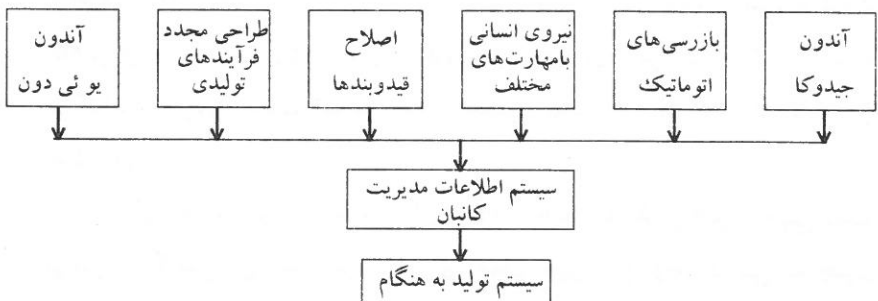 آندون
جیدوکا
بازرسی‌های
اتوماتیک
نیروی انسانی
بامهارت‌های
مختلف
اصلاح
قیدوبندها
طراحی مجدد
فرآیندهای
تولیدی
آندون
یو ئی دون
سیستم اطلاعات مدیریت
کانبان
سیستم تولید به هنگام